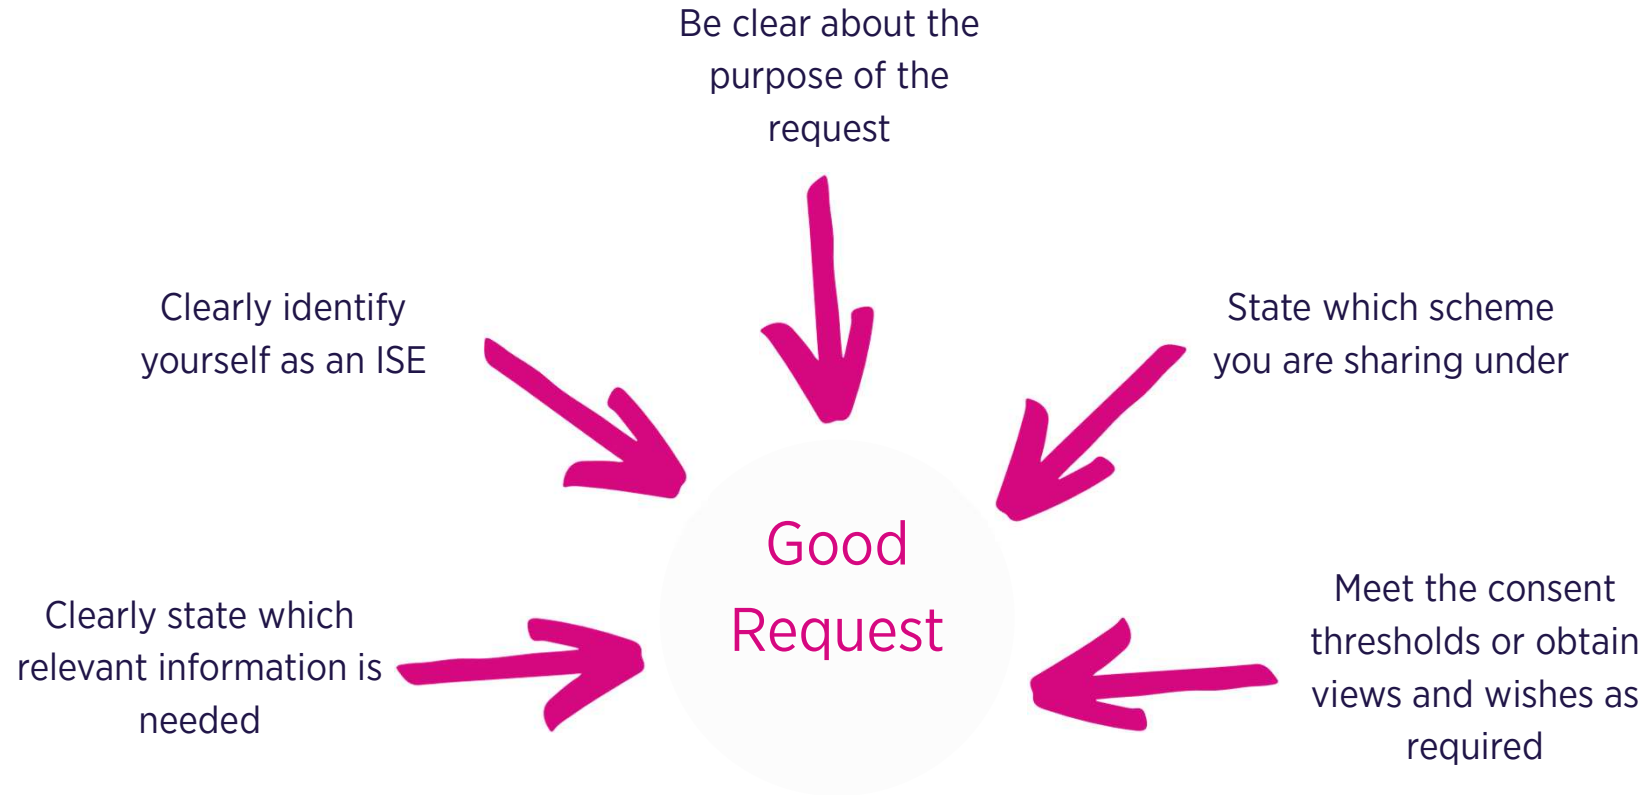 Be clear about the
purpose of the
request
Clearly identify
yourself as an ISE
State which scheme
you are sharing under
Good
Request
Clearly state which
relevant information is
needed
Meet the consent
thresholds or obtain
views and wishes as
required